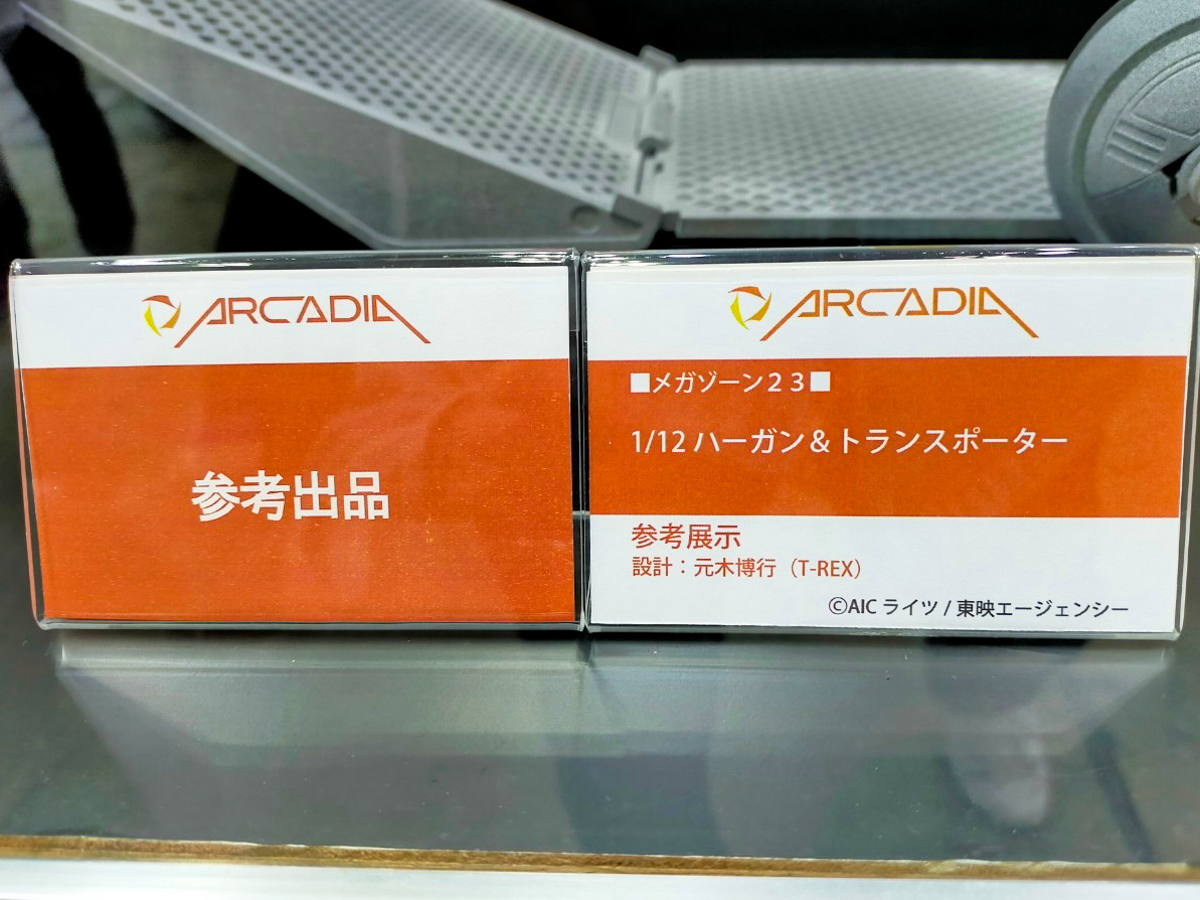 ARCADIA
参考出品
ARCADIA
■メガゾーン２３■
1/12 ハーガン＆トランスポーター
参考展示
設計：元木博行（T-REX）
©AIC ライツ / 東映エージェンシー